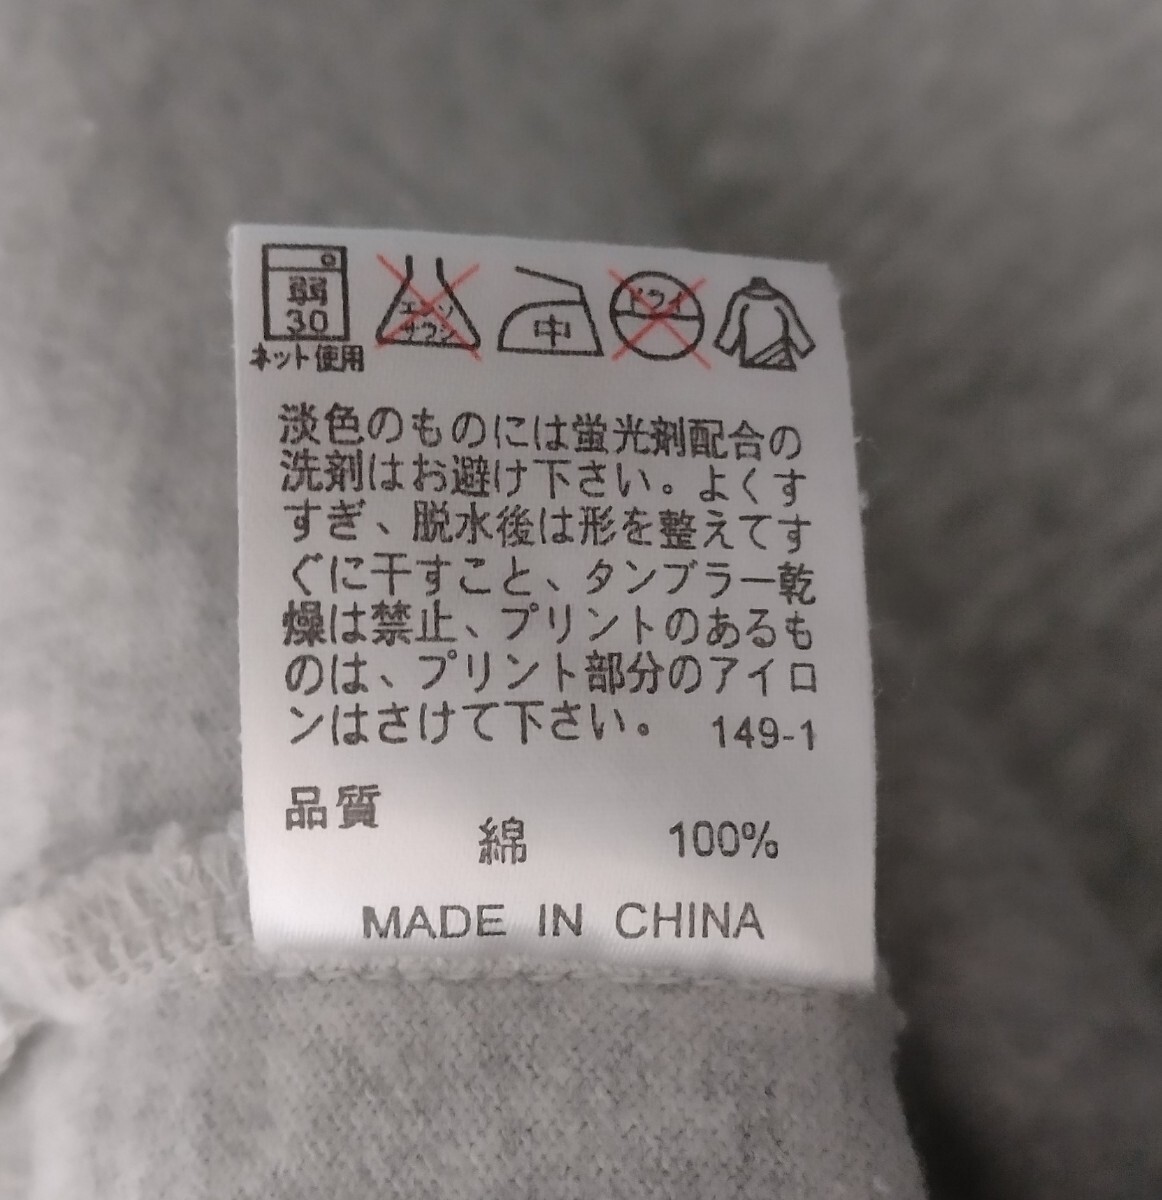 弱
30
ネット使用
エンソ
サラシ
中
ドライ
淡色のものには蛍光剤配合の
洗剤はお避け下さい。よくす
すぎ、脱水後は形を整えてす
ぐに干すこと、タンブラー乾
燥は禁止、プリントのあるも
のは、プリント部分のアイロ
ンはさけて下さい。 149-1
品質
綿 100%
MADE IN CHINA